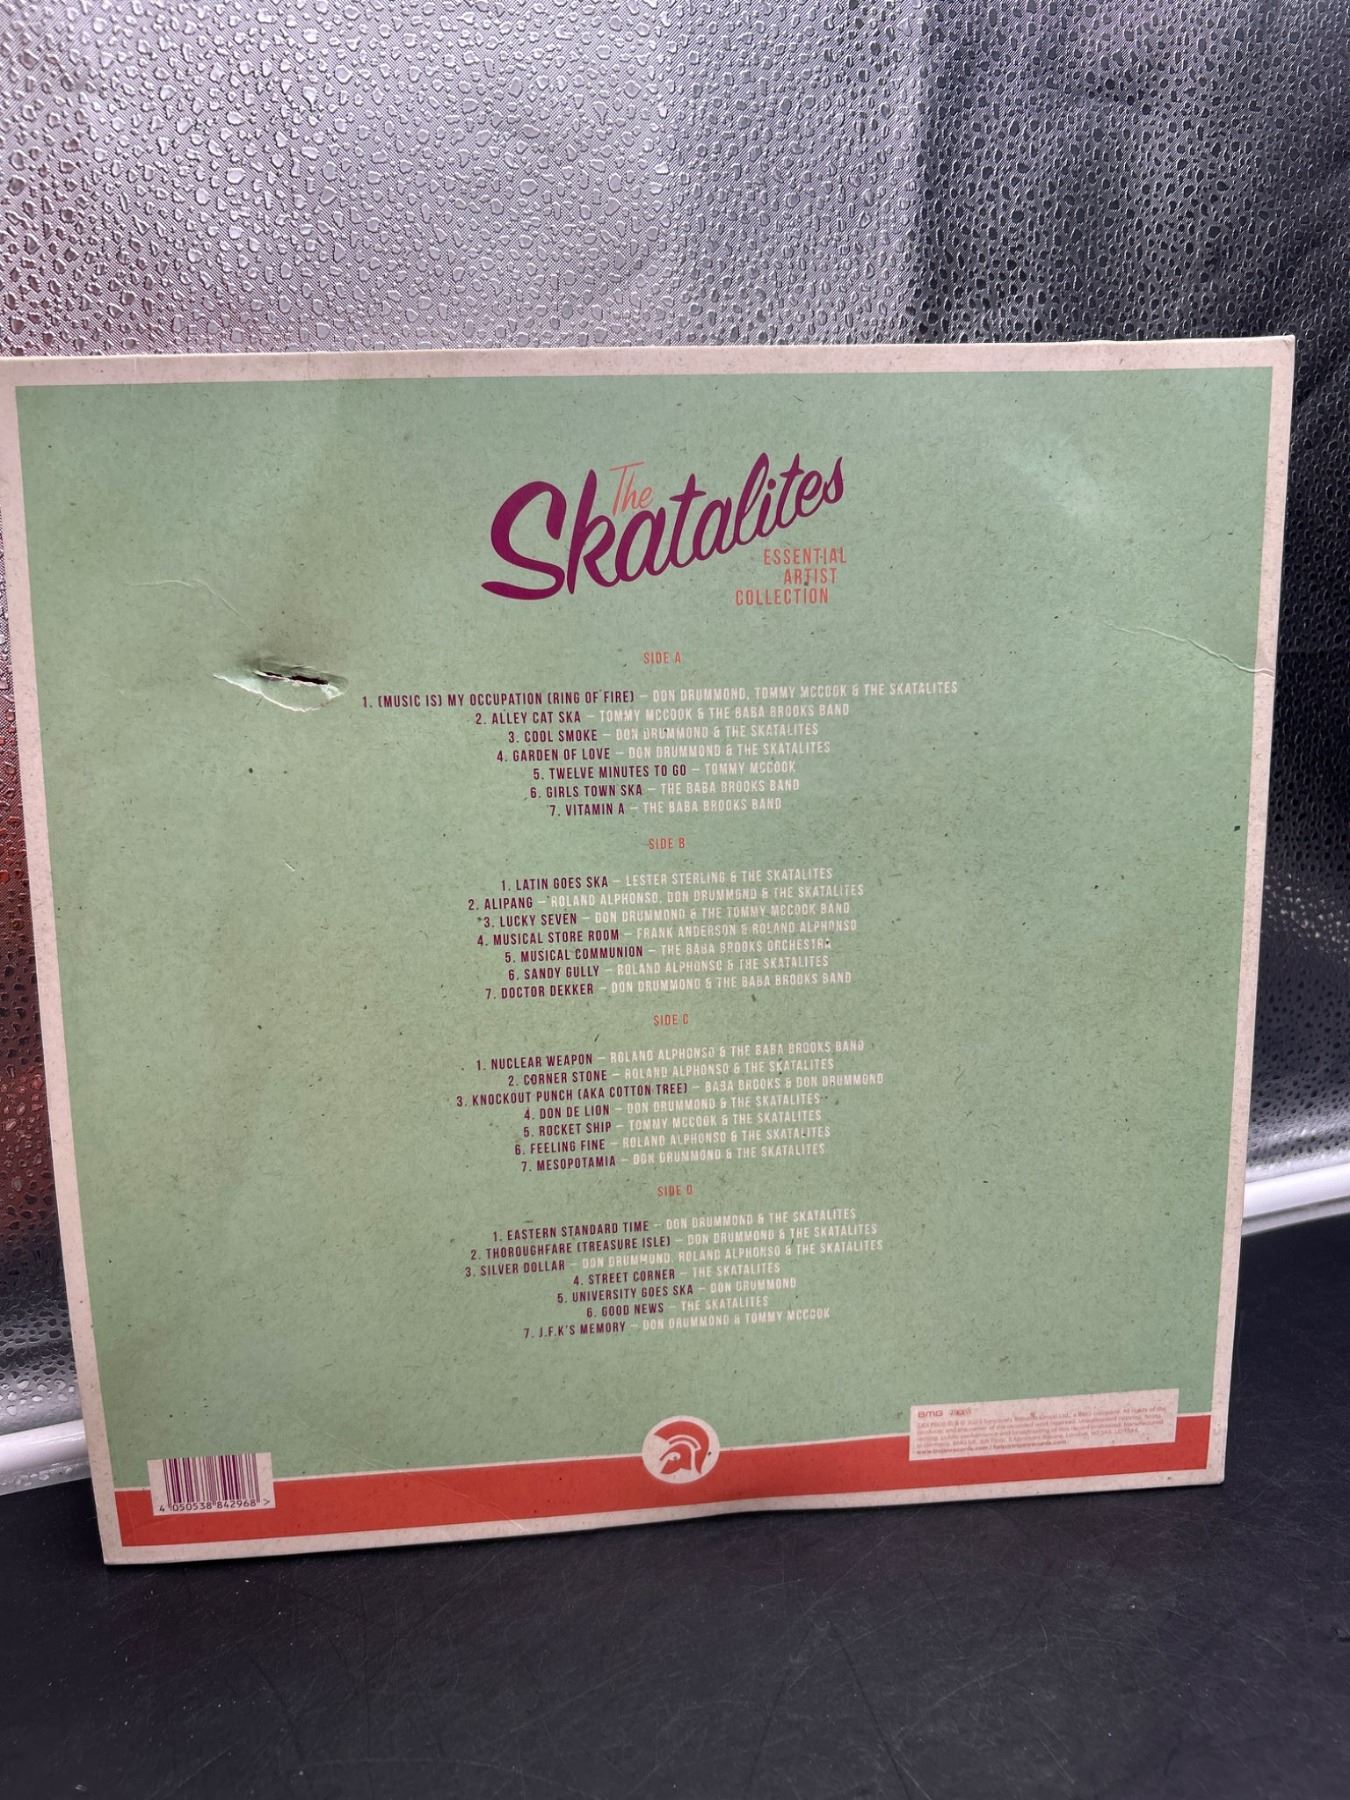 The
Skatalites
ESSENTIAL
ARTIST
COLLECTION
SIDE A
1. (MUSIC IS) MY OCCUPATION (RING OF FIRE) – DON DRUMMOND, TOMMY MCCOOK & THE SKATALITES
2. ALLEY CAT SKA – TOMMY MCCOOK & THE BABA BROOKS BAND
3. COOL SMOKE – DON DRUMMOND & THE SKATALITES
4. GARDEN OF LOVE – DON DRUMMOND & THE SKATALITES
5. TWELVE MINUTES TO GO – TOMMY MCCOOK
6. GIRLS TOWN SKA – THE BABA BROOKS BAND
7. VITAMIN A – THE BABA BROOKS BAND
SIDE B
1. LATIN GOES SKA – LESTER STERLING & THE SKATALITES
2. ALIPANG – ROLAND ALPHONSO, DON DRUMMOND & THE SKATALITES
3. LUCKY SEVEN – DON DRUMMOND & THE TOMMY MCCOOK BAND
4. MUSICAL STORE ROOM – FRANK ANDERSON & ROLAND ALPHONSO
5. MUSICAL COMMUNION – THE BABA BROOKS ORCHESTRA
6. SANDY GULLY – ROLAND ALPHONSO & THE SKATALITES
7. DOCTOR DEKKER – DON DRUMMOND & THE BABA BROOKS BAND
SIDE C
1. NUCLEAR WEAPON – ROLAND ALPHONSO & THE BABA BROOKS BAND
2. CORNER STONE – ROLAND ALPHONSO & THE SKATALITES
3. KNOCKOUT PUNCH (AKA COTTON TREE) – BABA BROOKS & DON DRUMMOND
4. DON DE LION – DON DRUMMOND & THE SKATALITES
5. ROCKET SHIP – TOMMY MCCOOK & THE SKATALITES
6. FEELING FINE – ROLAND ALPHONSO & THE SKATALITES
7. MESOPOTAMIA – DON DRUMMOND & THE SKATALITES
SIDE D
1. EASTERN STANDARD TIME – DON DRUMMOND & THE SKATALITES
2. THOROUGHFARE (TREASURE ISLE) – DON DRUMMOND & THE SKATALITES
3. SILVER DOLLAR – DON DRUMMOND, ROLAND ALPHONSO & THE SKATALITES
4. STREET CORNER – THE SKATALITES
5. UNIVERSITY GOES SKA – DON DRUMMOND
6. GOOD NEWS – THE SKATALITES
7. J.F.K'S MEMORY – DON DRUMMOND & TOMMY MCCOOK
BMG
4 050538 842968 >